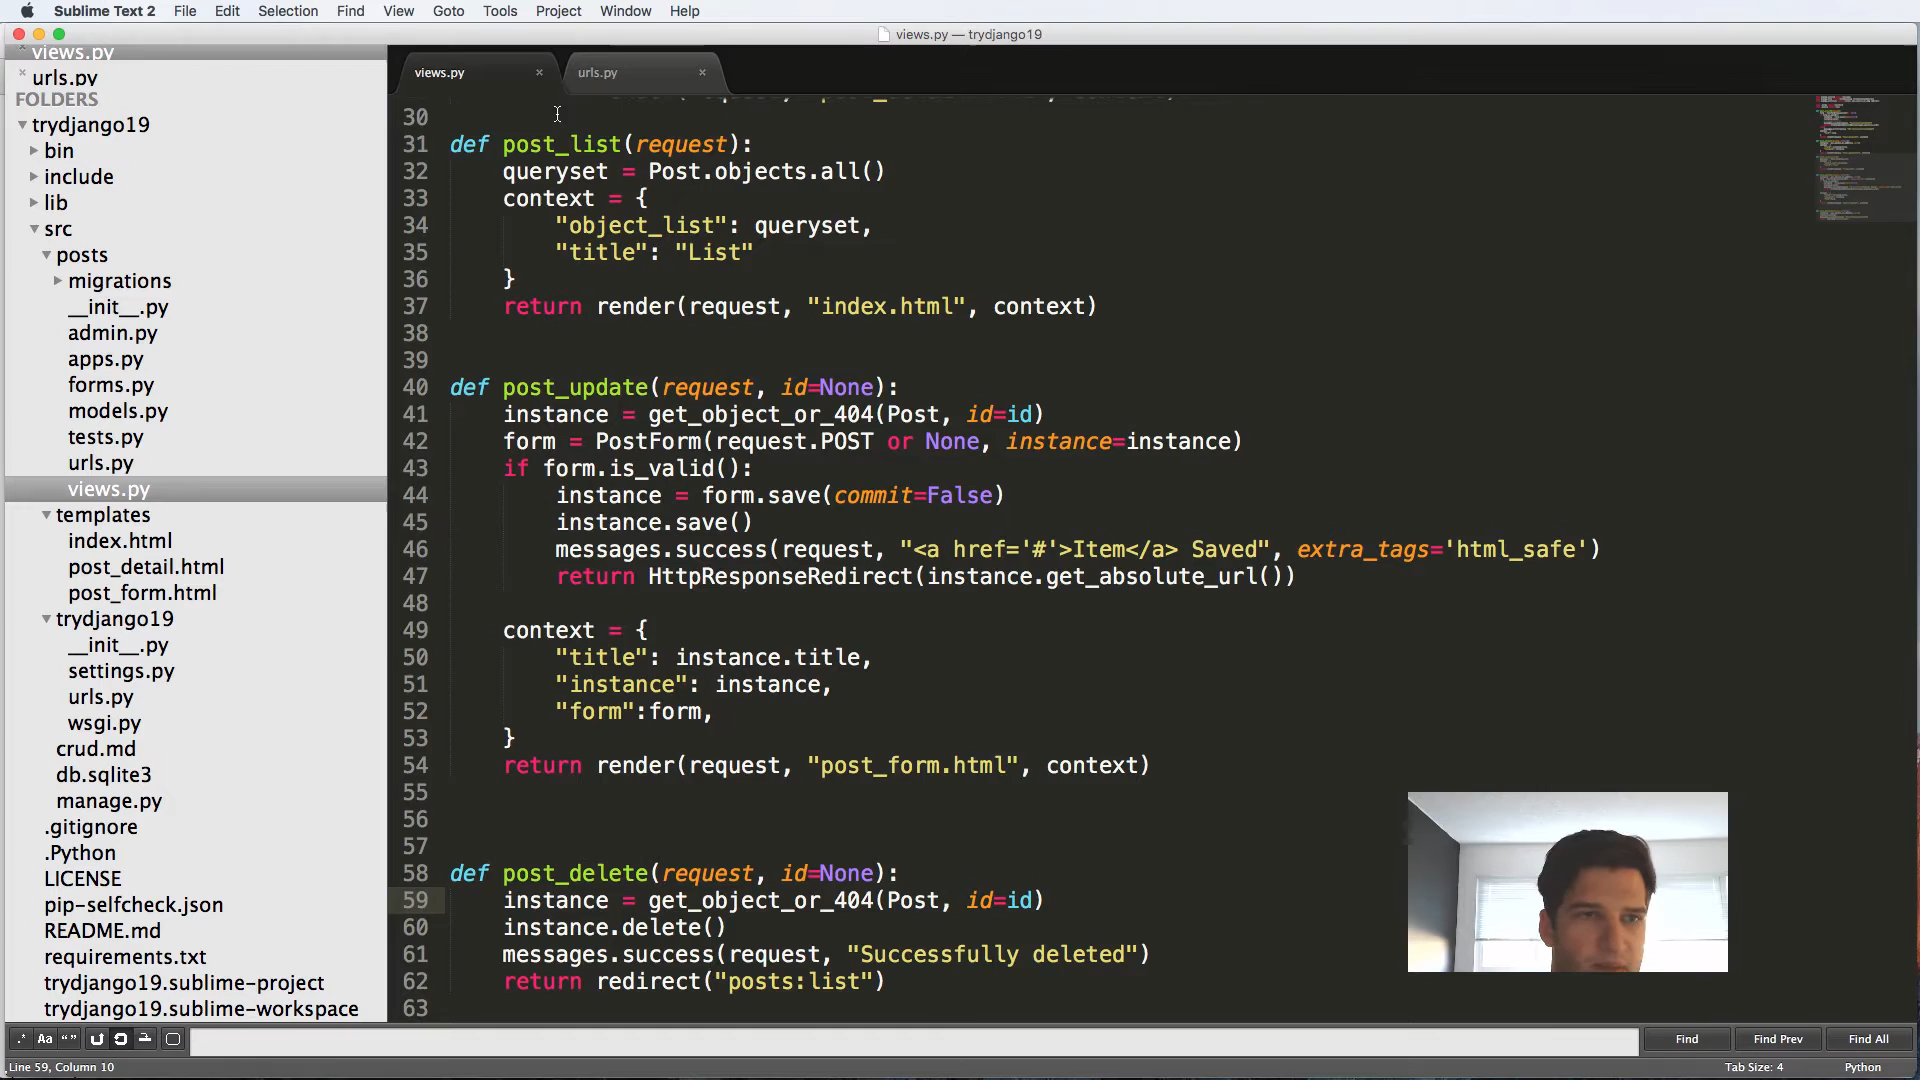 Sublime Text 2 File Edit Selection Find View Goto Tools Project Window Help
views.py — trydjango19
views.py
urls.py
FOLDERS
trydjango19
bin
include
lib
src
posts
migrations
__init__.py
admin.py
apps.py
forms.py
models.py
tests.py
urls.py
views.py
templates
index.html
post_detail.html
post_form.html
trydjango19
__init__.py
settings.py
urls.py
wsgi.py
crud.md
db.sqlite3
manage.py
.gitignore
.Python
LICENSE
pip-selfcheck.json
README.md
requirements.txt
trydjango19.sublime-project
trydjango19.sublime-workspace
views.py × urls.py ×
30
31 def post_list(request):
32 queryset = Post.objects.all()
33 context = {
34 "object_list": queryset,
35 "title": "List"
36 }
37 return render(request, "index.html", context)
38
39
40 def post_update(request, id=None):
41 instance = get_object_or_404(Post, id=id)
42 form = PostForm(request.POST or None, instance=instance)
43 if form.is_valid():
44 instance = form.save(commit=False)
45 instance.save()
46 messages.success(request, "<a href='#'>Item</a> Saved", extra_tags='html_safe')
47 return HttpResponseRedirect(instance.get_absolute_url())
48
49 context = {
50 "title": instance.title,
51 "instance": instance,
52 "form":form,
53 }
54 return render(request, "post_form.html", context)
55
56
57
58 def post_delete(request, id=None):
59 instance = get_object_or_404(Post, id=id)
60 instance.delete()
61 messages.success(request, "Successfully deleted")
62 return redirect("posts:list")
63
.* Aa “” Find Find Prev Find All
Line 59, Column 10 Tab Size: 4 Python